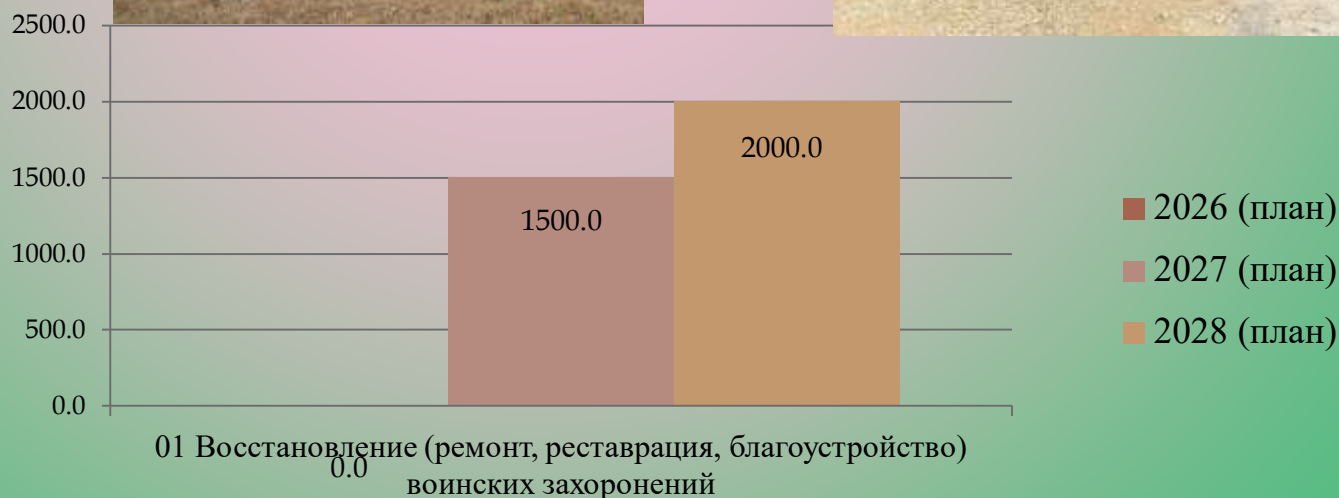 2500.0
2000.0
1500.0
1000.0
500.0
0.0
2000.0
1500.0
0.0
01 Восстановление (ремонт, реставрация, благоустройство)
воинских захоронений
2026 (план)
2027 (план)
2028 (план)